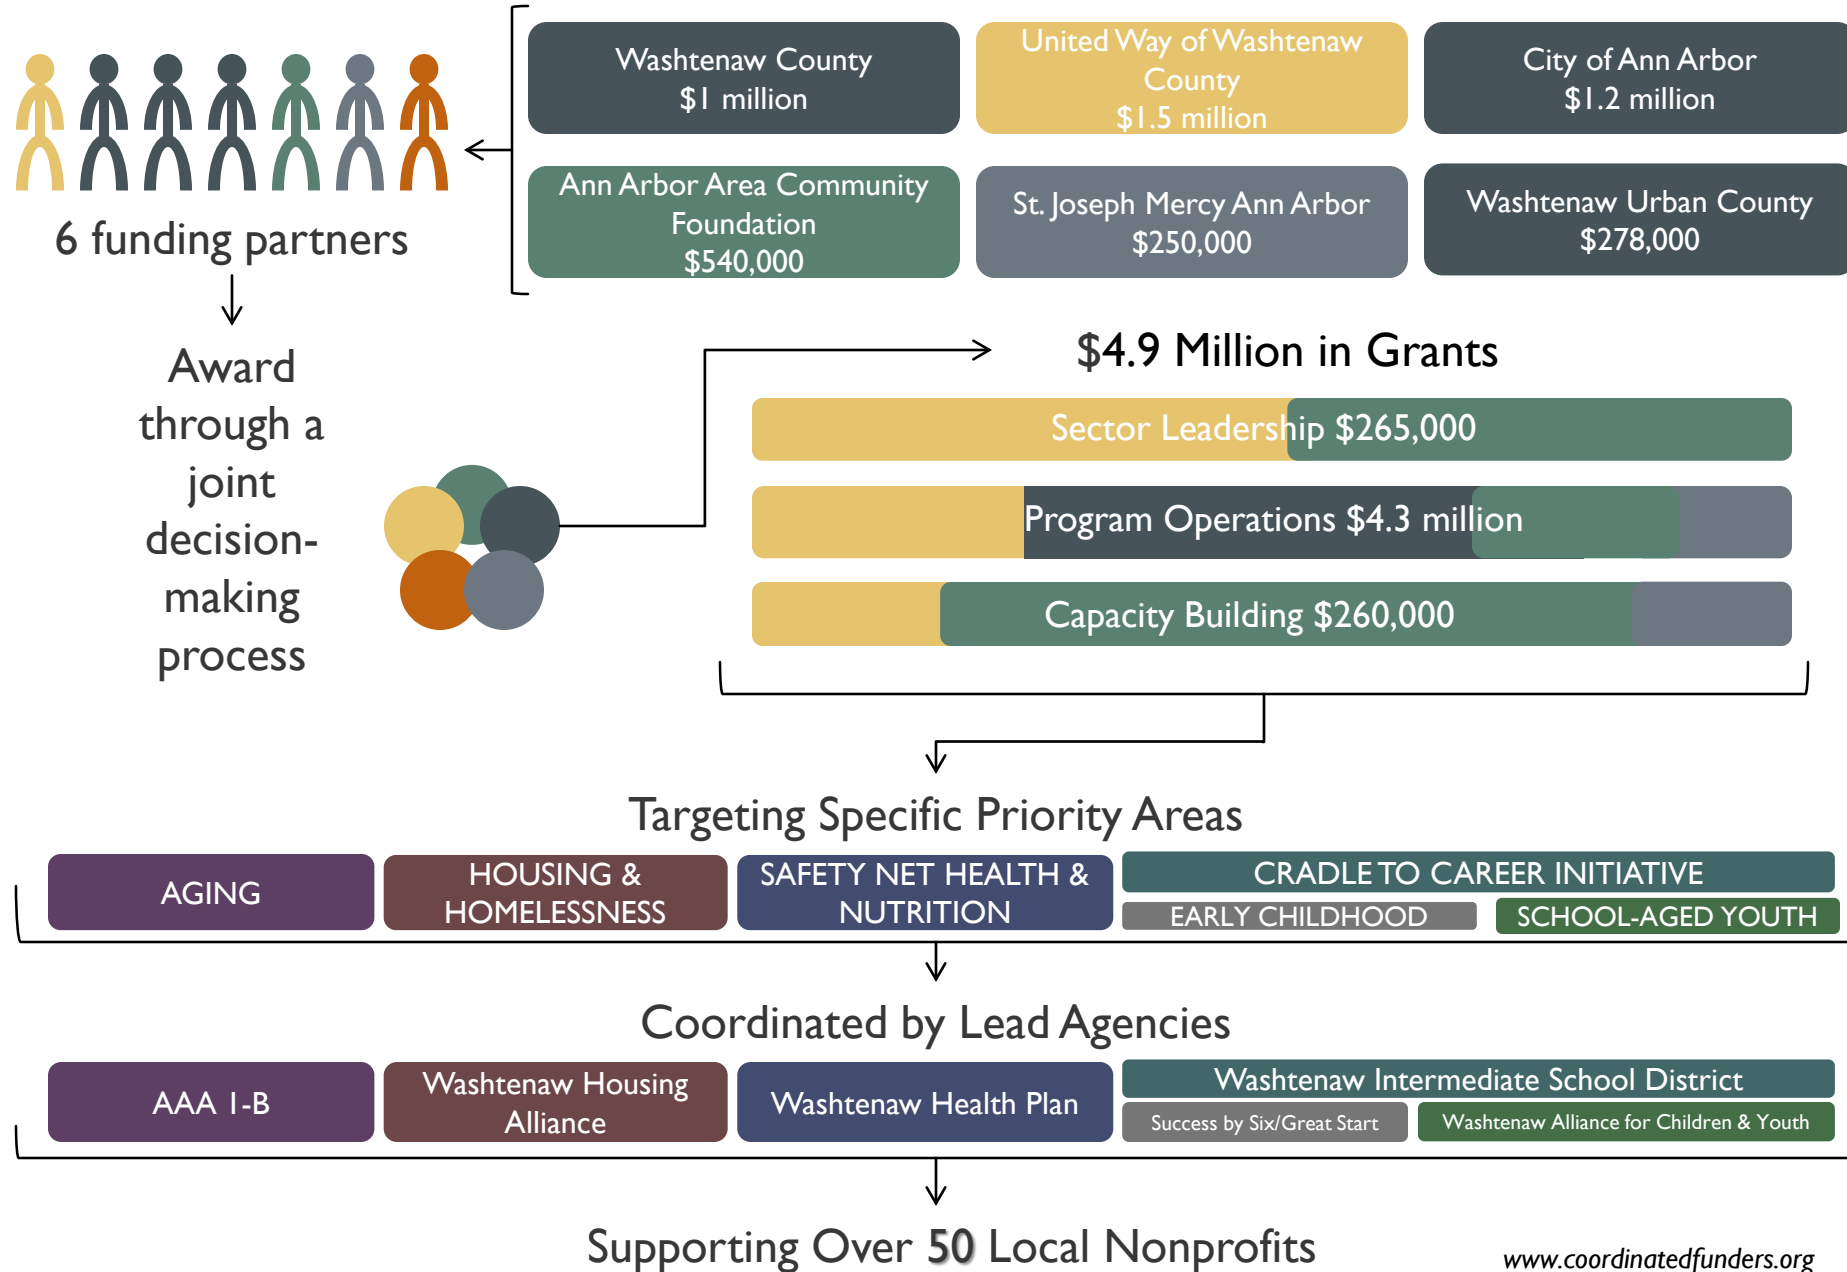 Washtenaw County
$1 million
United Way of Washtenaw
County
$1.5 million
City of Ann Arbor
$1.2 million
Ann Arbor Area Community
Foundation
$540,000
St. Joseph Mercy Ann Arbor
$250,000
Washtenaw Urban County
$278,000
6 funding partners
Award
through a
joint
decision-
making
process
$4.9 Million in Grants
Sector Leadership $265,000
Program Operations $4.3 million
Capacity Building $260,000
Targeting Specific Priority Areas
AGING
HOUSING &
HOMELESSNESS
SAFETY NET HEALTH &
NUTRITION
CRADLE TO CAREER INITIATIVE
EARLY CHILDHOOD
SCHOOL-AGED YOUTH
Coordinated by Lead Agencies
AAA 1-B
Washtenaw Housing
Alliance
Washtenaw Health Plan
Washtenaw Intermediate School District
Success by Six/Great Start
Washtenaw Alliance for Children & Youth
Supporting Over 50 Local Nonprofits
www.coordinatedfunders.org